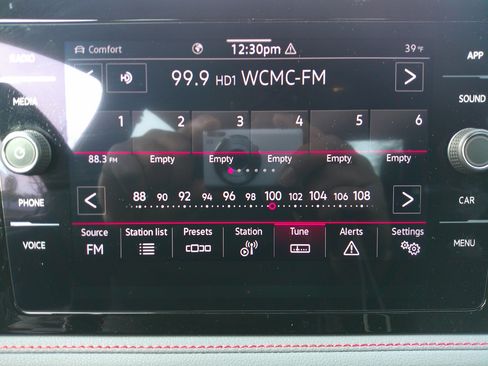 RADIO
MEDIA
PHONE
VOICE
Comfort 12:30pm 39 °F
99.9 HD1 WCMC-FM
1 2 3 4 5 6
88.3 FM Empty Empty Empty Empty Empty
88 90 92 94 96 98 100 102 104 106 108
Source Station list Presets Station Tune Alerts Settings
FM
APP
SOUND
CAR
MENU